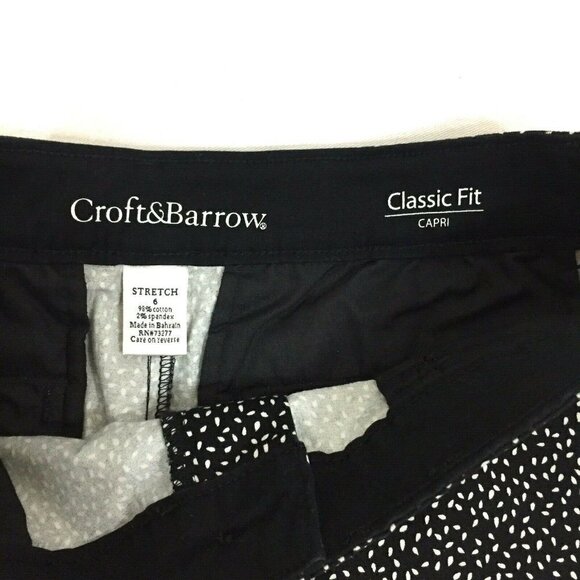 Croft&Barrow®
Classic Fit
CAPRI
STRETCH
6
98% cotton
2% spandex
Made in Bahrain
RN#73277
Care on reverse